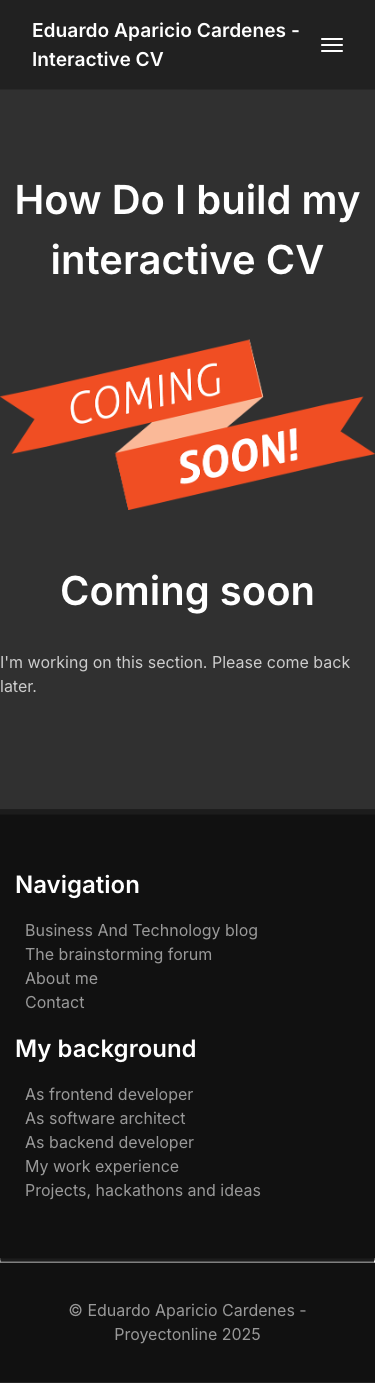 Eduardo Aparicio Cardenes -
Interactive CV
How Do I build my
interactive CV
COMING
SOON!
Coming soon
I'm working on this section. Please come back
later.
Navigation
Business And Technology blog
The brainstorming forum
About me
Contact
My background
As frontend developer
As software architect
As backend developer
My work experience
Projects, hackathons and ideas
© Eduardo Aparicio Cardenes -
Proyectonline 2025